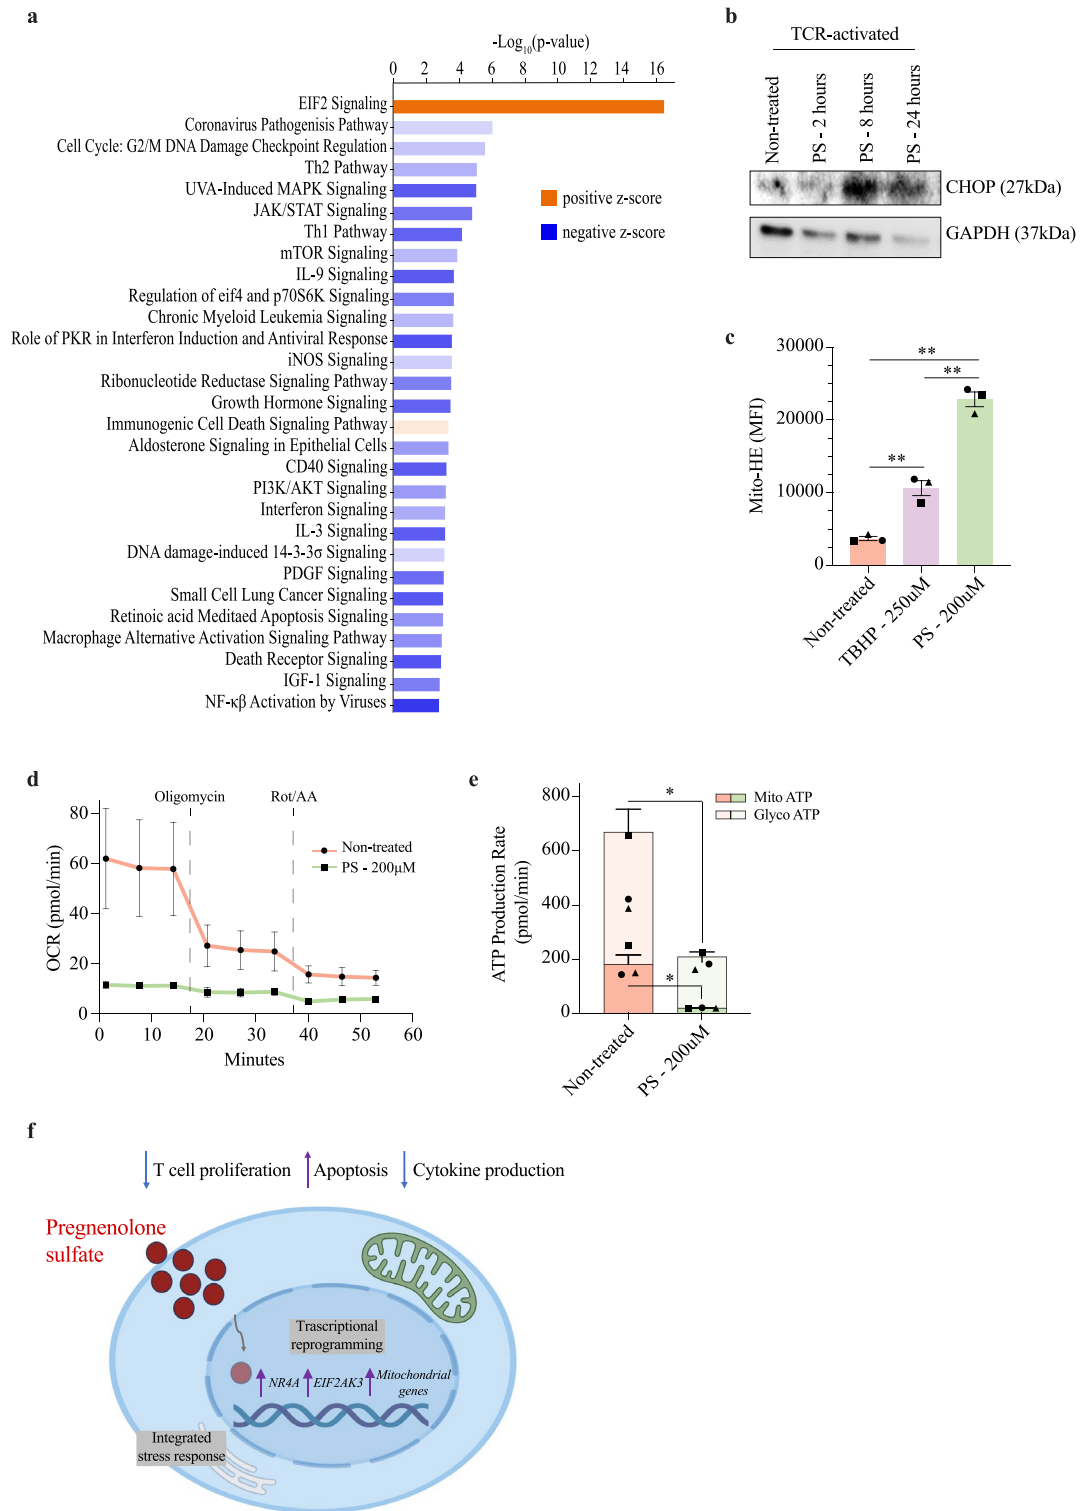 a
-Log10(p-value)
0 2 4 6 8 10 12 14 16
EIF2 Signaling
Coronavirus Pathogenisis Pathway
Cell Cycle: G2/M DNA Damage Checkpoint Regulation
Th2 Pathway
UVA-Induced MAPK Signaling
JAK/STAT Signaling
Th1 Pathway
mTOR Signaling
IL-9 Signaling
Regulation of eif4 and p70S6K Signaling
Chronic Myeloid Leukemia Signaling
Role of PKR in Interferon Induction and Antiviral Response
iNOS Signaling
Ribonucleotide Reductase Signaling Pathway
Growth Hormone Signaling
Immunogenic Cell Death Signaling Pathway
Aldosterone Signaling in Epithelial Cells
CD40 Signaling
PI3K/AKT Signaling
Interferon Signaling
IL-3 Signaling
DNA damage-induced 14-3-3σ Signaling
PDGF Signaling
Small Cell Lung Cancer Signaling
Retinoic acid Meditaed Apoptosis Signaling
Macrophage Alternative Activation Signaling Pathway
Death Receptor Signaling
IGF-1 Signaling
NF-κβ Activation by Viruses
positive z-score
negative z-score
b
TCR-activated
Non-treated
PS - 2 hours
PS - 8 hours
PS - 24 hours
CHOP (27kDa)
GAPDH (37kDa)
c
Mito-HE (MFI)
30000
20000
10000
0
**
**
**
Non-treated
TBHP - 250uM
PS - 200uM
d
Oligomycin
Rot/AA
OCR (pmol/min)
80
60
40
20
0
Non-treated
PS - 200μM
0 10 20 30 40 50 60
Minutes
e
ATP Production Rate
(pmol/min)
800
600
400
200
0
*
*
Mito ATP
Glyco ATP
Non-treated
PS - 200uM
f
T cell proliferation
Apoptosis
Cytokine production
Pregnenolone
sulfate
Trascriptional
reprogramming
NR4A
EIF2AK3
Mitochondrial
genes
Integrated
stress response